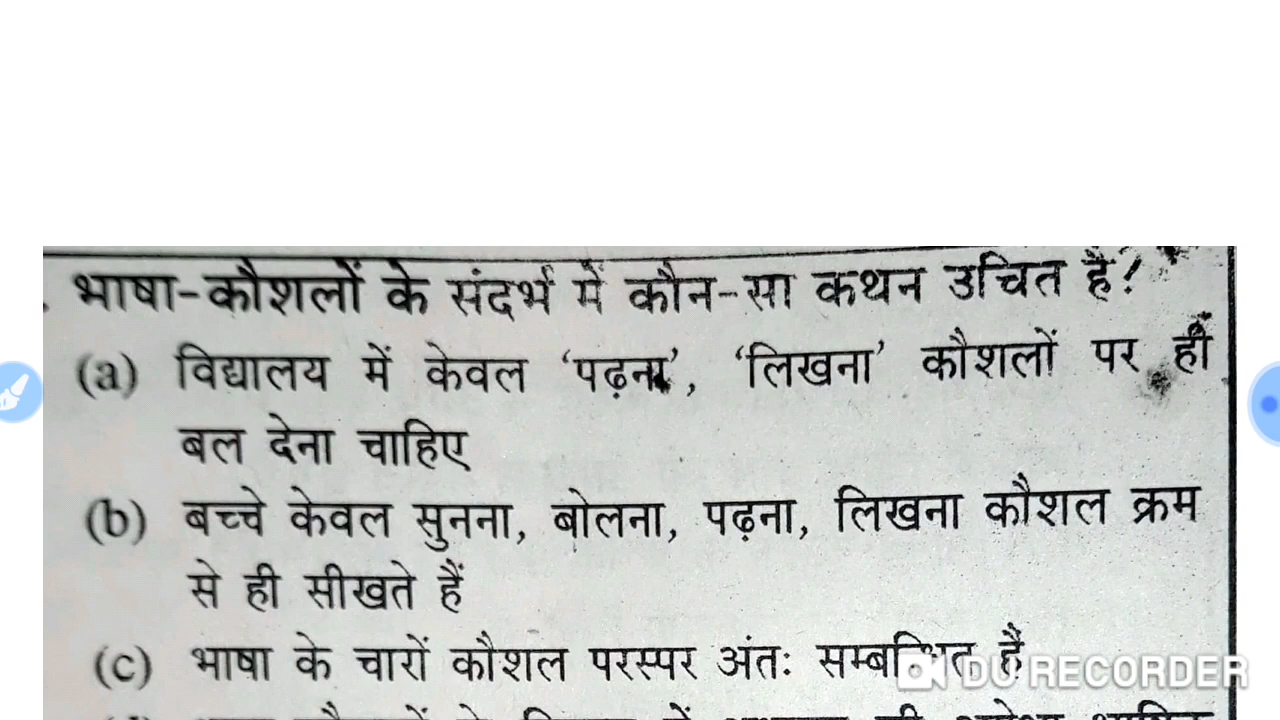 भाषा-कौशलों के संदर्भ में कौन-सा कथन उचित है?
(a) विद्यालय में केवल ‘पढ़ना’, ‘लिखना’ कौशलों पर ही
बल देना चाहिए
(b) बच्चे केवल सुनना, बोलना, पढ़ना, लिखना कौशल क्रम
से ही सीखते हैं
(c) भाषा के चारों कौशल परस्पर अंतः सम्बन्धित हैं
DU RECORDER